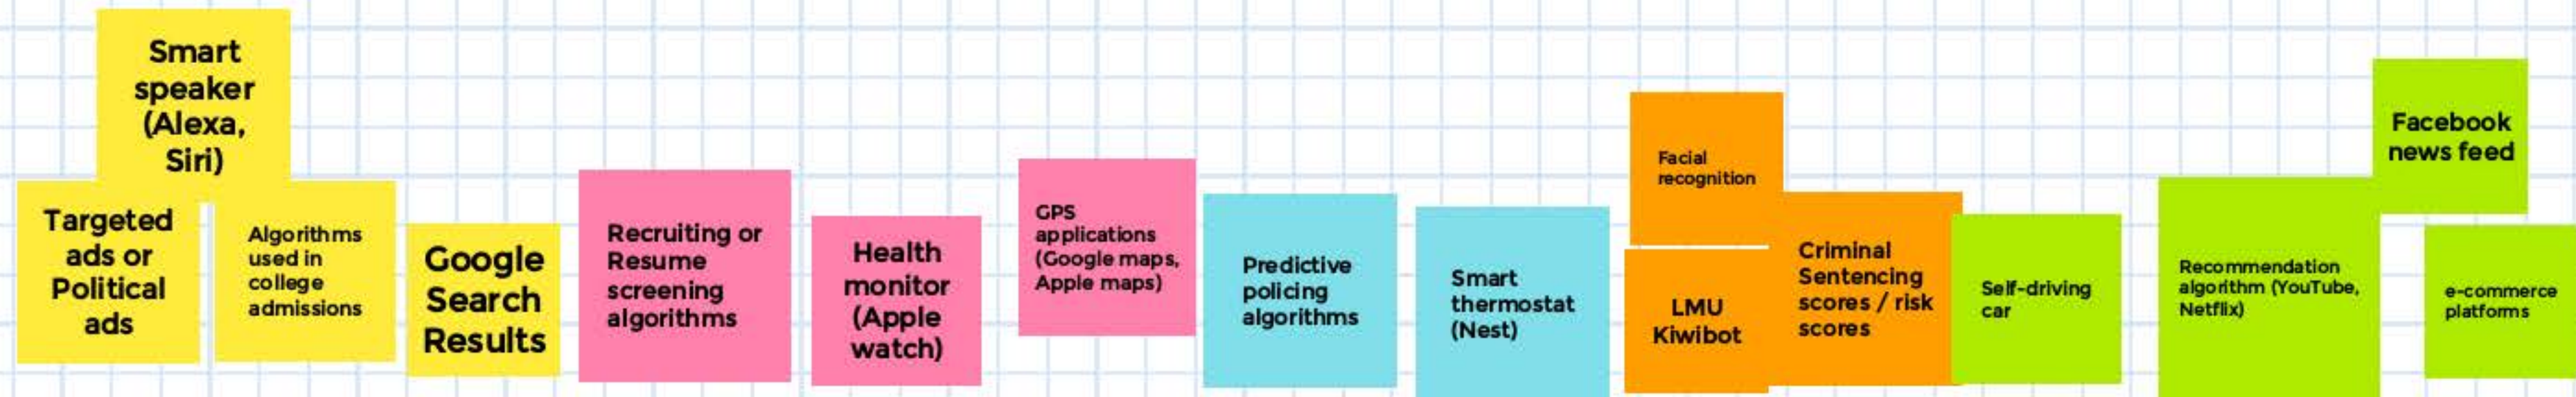 Smart
speaker
(Alexa,
Siri)
Targeted
ads or
Political
ads
Algorithms
used in
college
admissions
Google
Search
Results
Recruiting or
Resume
screening
algorithms
Health
monitor
(Apple
watch)
GPS
applications
(Google maps,
Apple maps)
Predictive
policing
algorithms
Smart
thermostat
(Nest)
Facial
recognition
LMU
Kiwibot
Criminal
Sentencing
scores / risk
scores
Self-driving
car
Recommendation
algorithm (YouTube,
Netflix)
Facebook
news feed
e-commerce
platforms